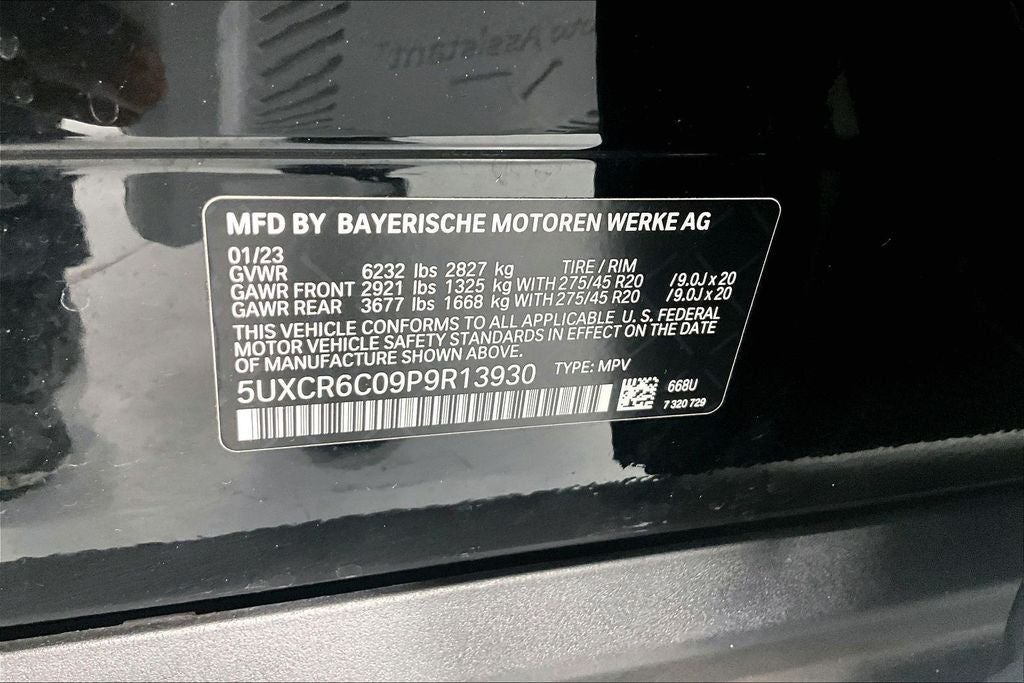 Auto Assistant
MFD BY BAYERISCHE MOTOREN WERKE AG
01/23
GVWR 6232 lbs 2827 kg TIRE / RIM
GAWR FRONT 2921 lbs 1325 kg WITH 275/45 R20 /9.0J x 20
GAWR REAR 3677 lbs 1668 kg WITH 275/45 R20 /9.0J x 20
THIS VEHICLE CONFORMS TO ALL APPLICABLE U. S. FEDERAL
MOTOR VEHICLE SAFETY STANDARDS IN EFFECT ON THE DATE
OF MANUFACTURE SHOWN ABOVE.
5UXCR6C09P9R13930 TYPE: MPV
668U
7 320 729